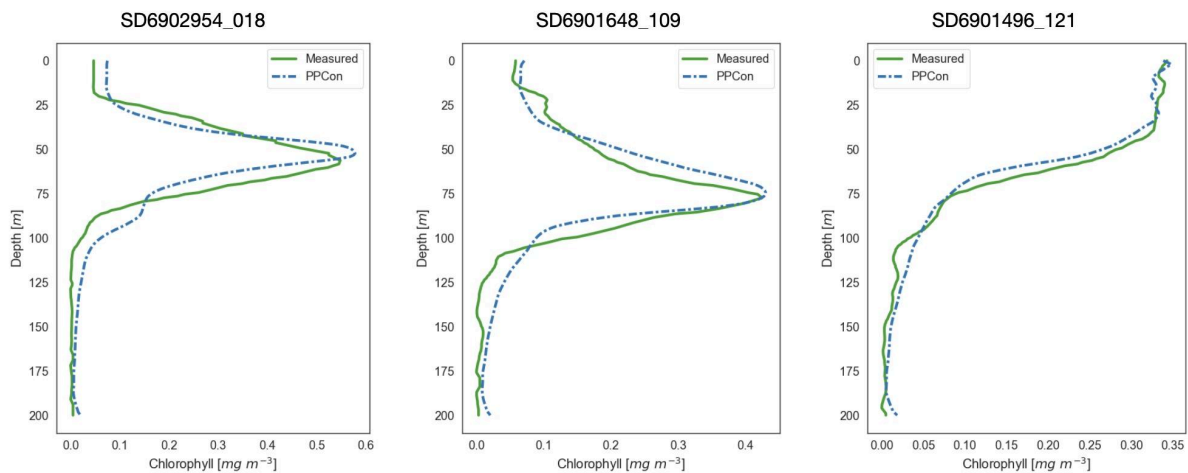 SD6902954_018
SD6901648_109
SD6901496_121
Measured
PPCon
0
25
50
75
100
125
150
175
200
Depth [m]
0.0 0.1 0.2 0.3 0.4 0.5 0.6
Chlorophyll [mg m⁻³]
Measured
PPCon
0
25
50
75
100
125
150
175
200
Depth [m]
0.0 0.1 0.2 0.3 0.4
Chlorophyll [mg m⁻³]
Measured
PPCon
0
25
50
75
100
125
150
175
200
Depth [m]
0.00 0.05 0.10 0.15 0.20 0.25 0.30 0.35
Chlorophyll [mg m⁻³]